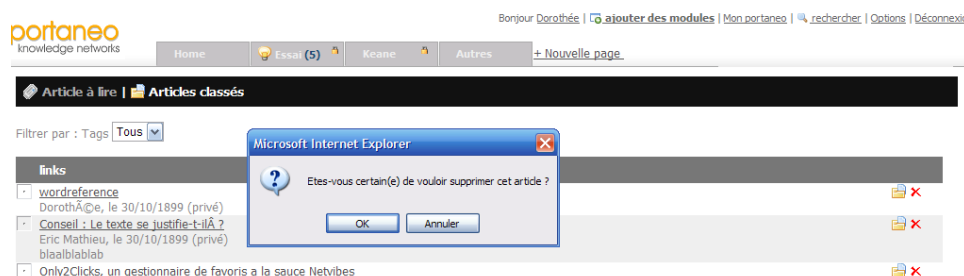 Bonjour Dorothée | ajouter des modules | Mon portaneo | rechercher | Options | Déconnexi
portaneo
knowledge networks
Home Essai (5) Keane Autres + Nouvelle page
Article à lire | Articles classés
Filtrer par : Tags Tous
Microsoft Internet Explorer
Etes-vous certain(e) de vouloir supprimer cet article ?
OK Annuler
links
wordreference
DorothÃ©e, le 30/10/1899 (privé)
Conseil : Le texte se justifie-t-ilÂ ?
Eric Mathieu, le 30/10/1899 (privé)
blaalblablab
Only2Clicks, un gestionnaire de favoris a la sauce Netvibes